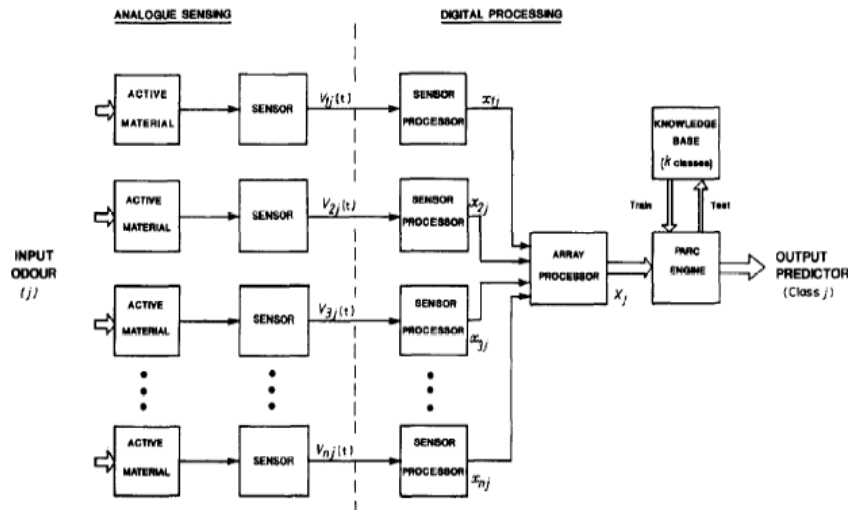 ANALOGUE SENSING
DIGITAL PROCESSING
ACTIVE
MATERIAL
SENSOR
V1j(t)
SENSOR
PROCESSOR
x1j
ACTIVE
MATERIAL
SENSOR
V2j(t)
SENSOR
PROCESSOR
x2j
ACTIVE
MATERIAL
SENSOR
V3j(t)
SENSOR
PROCESSOR
x3j
ACTIVE
MATERIAL
SENSOR
Vnj(t)
SENSOR
PROCESSOR
xnj
INPUT
ODOUR
(j)
ARRAY
PROCESSOR
Xj
KNOWLEDGE
BASE
(k classes)
Train
Test
PARC
ENGINE
OUTPUT
PREDICTOR
(Class j)